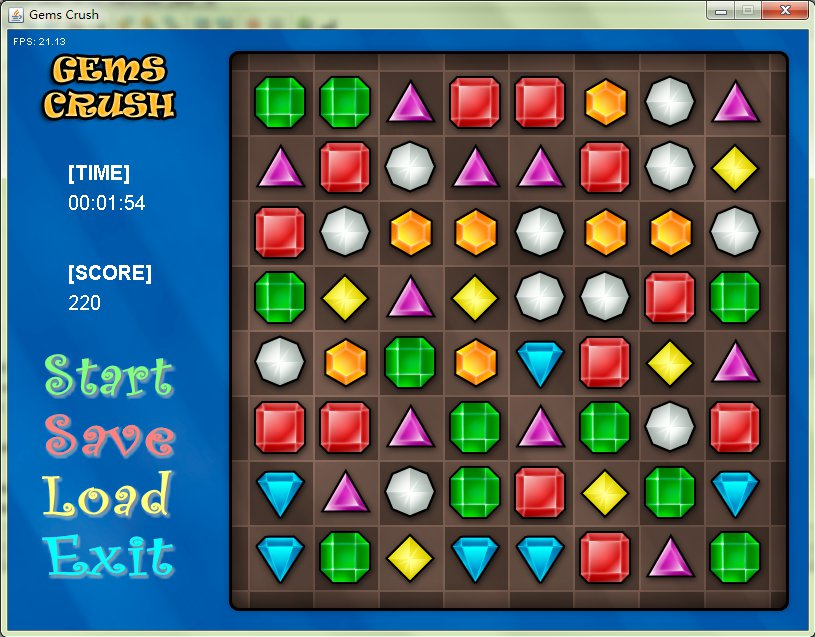 Gems Crush
FPS: 21.13
GEMS
CRUSH
[TIME]
00:01:54
[SCORE]
220
Start
Save
Load
Exit